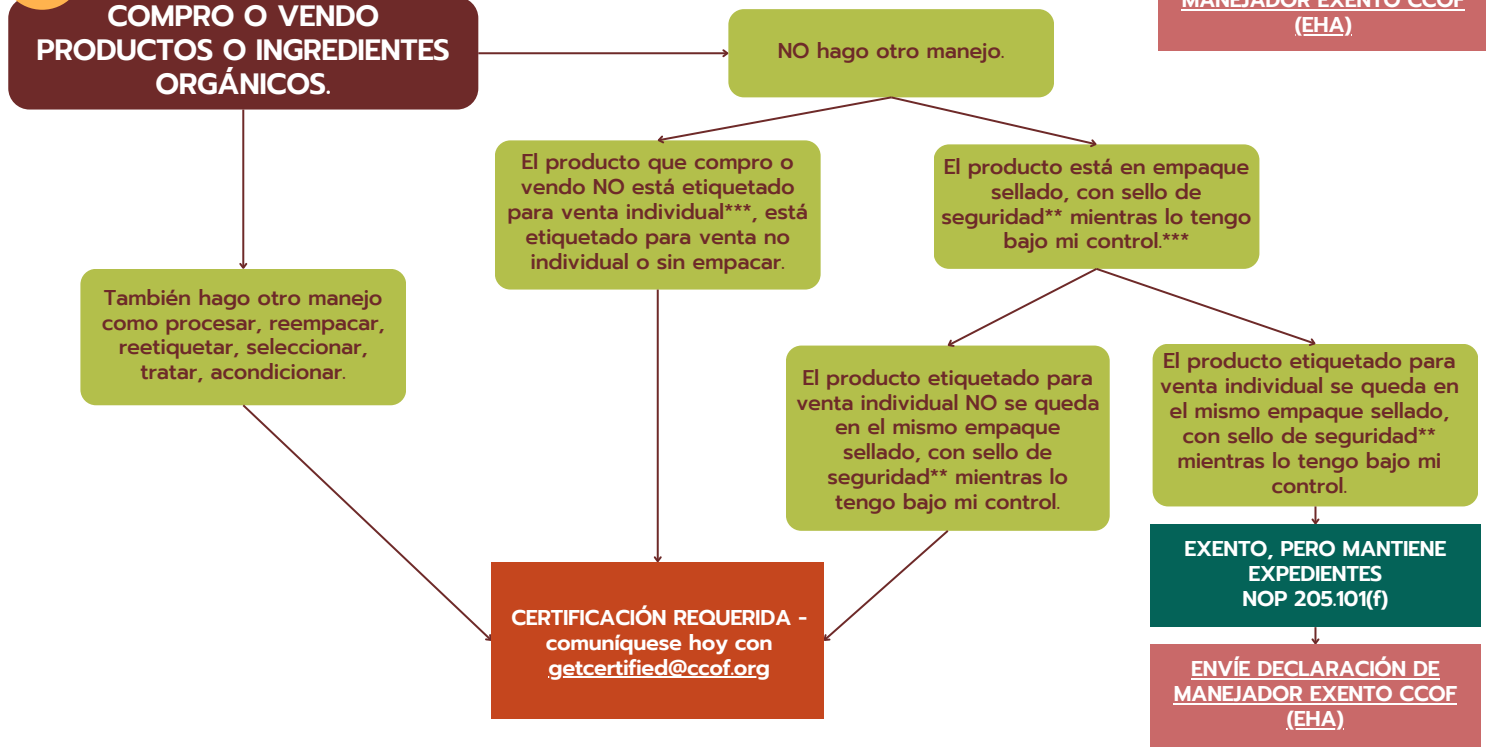 COMPRO O VENDO
PRODUCTOS O INGREDIENTES
ORGÁNICOS.
NO hago otro manejo.
MANEJADOR EXENTO CCOF
(EHA)
El producto que compro o
vendo NO está etiquetado
para venta individual***, está
etiquetado para venta no
individual o sin empacar.
El producto está en empaque
sellado, con sello de
seguridad** mientras lo tengo
bajo mi control.***
También hago otro manejo
como procesar, reempacar,
reetiquetar, seleccionar,
tratar, acondicionar.
El producto etiquetado para
venta individual NO se queda
en el mismo empaque
sellado, con sello de
seguridad** mientras lo
tengo bajo mi control.
El producto etiquetado para
venta individual se queda en
el mismo empaque sellado,
con sello de seguridad**
mientras lo tengo bajo mi
control.
CERTIFICACIÓN REQUERIDA -
comuníquese hoy con
getcertified@ccof.org
EXENTO, PERO MANTIENE
EXPEDIENTES
NOP 205.101(f)
ENVÍE DECLARACIÓN DE
MANEJADOR EXENTO CCOF
(EHA)